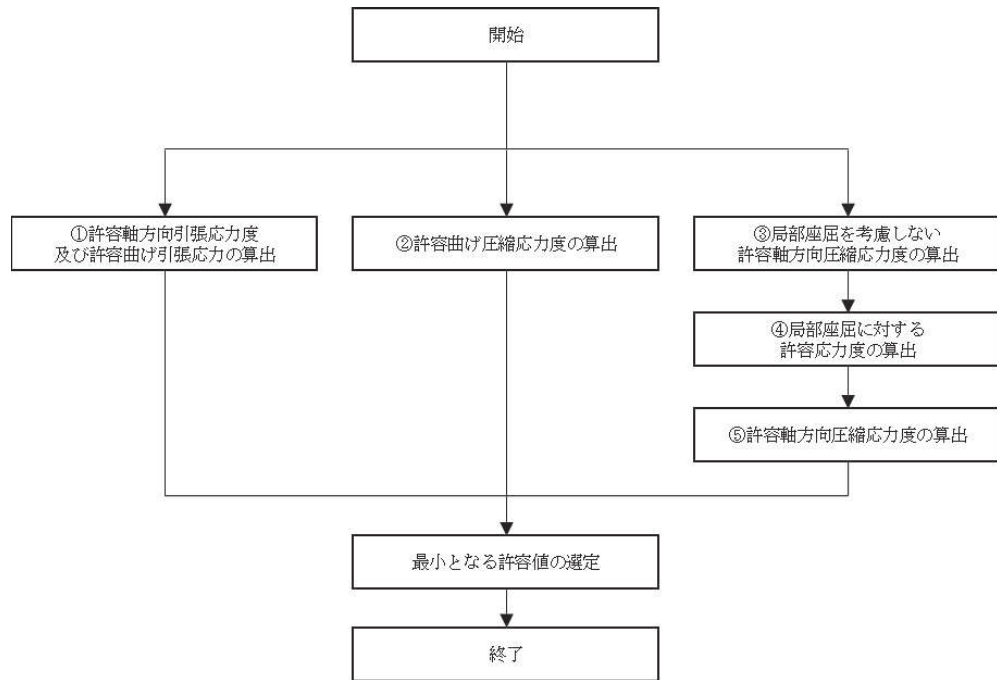 開始
①許容軸方向引張応力度
及び許容曲げ引張応力の算出
②許容曲げ圧縮応力度の算出
③局部座屈を考慮しない
許容軸方向圧縮応力度の算出
④局部座屈に対する
許容応力度の算出
⑤許容軸方向圧縮応力度の算出
最小となる許容値の選定
終了